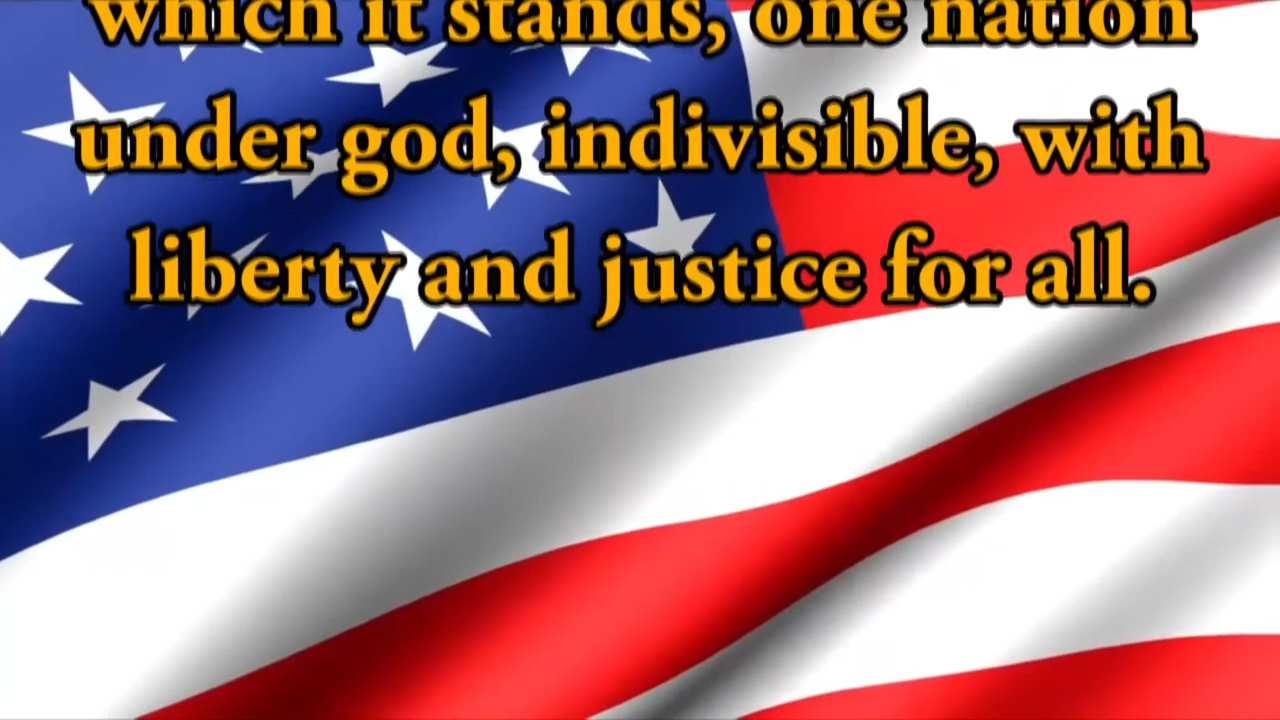 which it stands, one nation
under god, indivisible, with
liberty and justice for all.